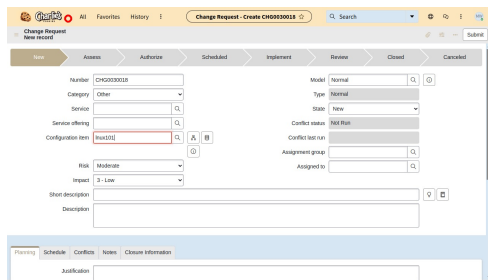 Charlie's All Favorites History Change Request - Create CHG0030018 Search
Change Request
New record
Submit
New Assess Authorize Scheduled Implement Review Closed Canceled
Number CHG0030018 Model Normal
Category Other Type Normal
Service State New
Service offering Conflict status Not Run
Configuration item lnux101 Conflict last run
Assignment group
Risk Moderate Assigned to
Impact 3 - Low
Short description
Description
Planning Schedule Conflicts Notes Closure Information
Justification